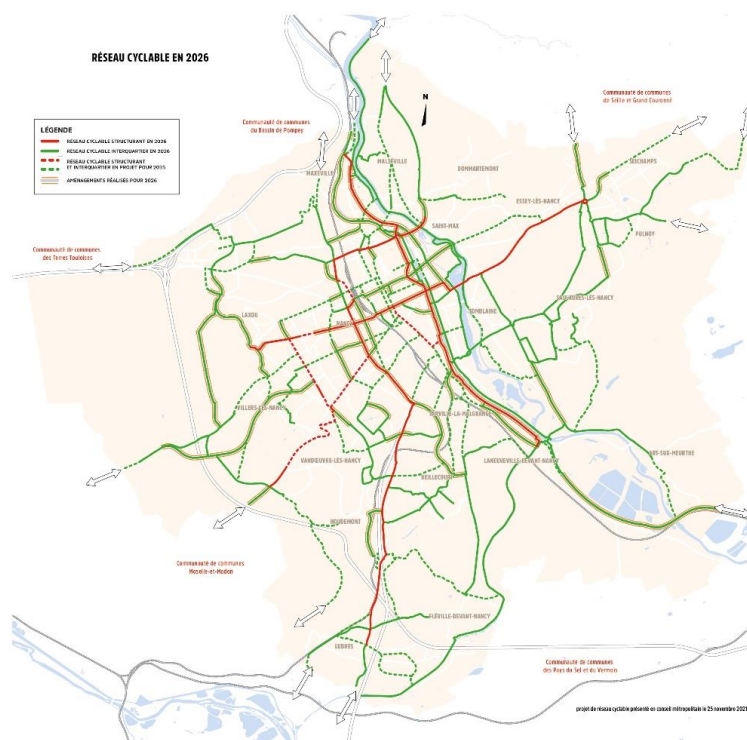 RÉSEAU CYCLABLE EN 2026
N
LÉGENDE
RÉSEAU CYCLABLE STRUCTURANT EN 2026
RÉSEAU CYCLABLE INTERQUARTIER EN 2026
RÉSEAU CYCLABLE STRUCTURANT
ET INTERQUARTIER EN PROJET POUR 2035
AMÉNAGEMENTS RÉALISÉS POUR 2026
Communauté de communes
du Bassin de Pompey
Communauté de communes
de Seille et Grand Couronné
MAXÉVILLE
MALZÉVILLE
DOMMARTEMONT
SEICHAMPS
ESSEY-LÈS-NANCY
SAINT-MAX
PULNOY
Communauté de communes
des Terres Touloises
SAULXURES-LÈS-NANCY
LAXOU
NANCY
TOMBLAINE
VILLERS-LÈS-NANCY
JARVILLE-LA-MALGRANGE
VANDŒUVRE-LÈS-NANCY
LANEUVEVILLE-DEVANT-NANCY
ART-SUR-MEURTHE
HEILLECOURT
HOUDEMONT
Communauté de communes
Moselle-et-Madon
FLÉVILLE-DEVANT-NANCY
LUDRES
Communauté de communes
des Pays du Sel et du Vermois
projet de réseau cyclable présenté en conseil métropolitain le 25 novembre 2021